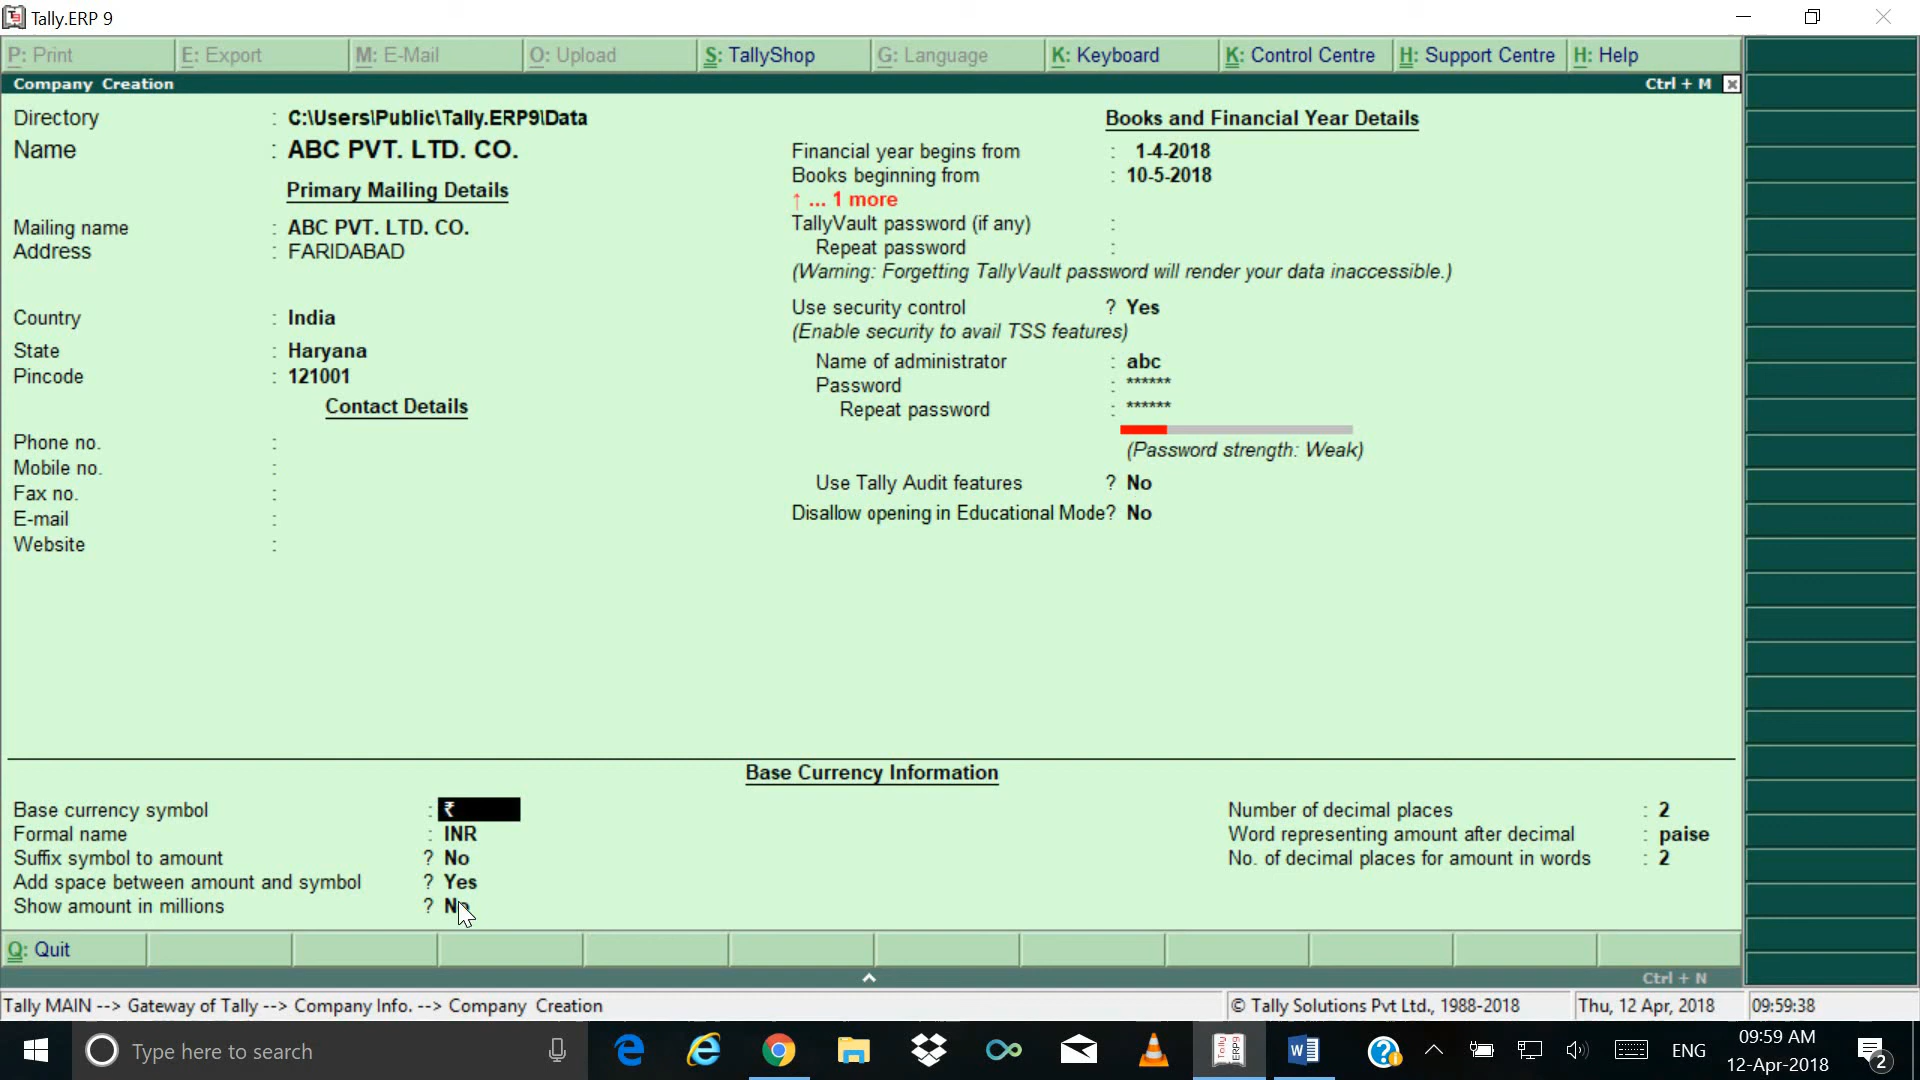 Tally.ERP 9
P: Print E: Export M: E-Mail O: Upload S: TallyShop G: Language K: Keyboard K: Control Centre H: Support Centre H: Help
Company Creation Ctrl + M
Directory : C:\Users\Public\Tally.ERP9\Data
Name : ABC PVT. LTD. CO.
Primary Mailing Details
Mailing name : ABC PVT. LTD. CO.
Address : FARIDABAD
Country : India
State : Haryana
Pincode : 121001
Contact Details
Phone no. :
Mobile no. :
Fax no. :
E-mail :
Website :
Books and Financial Year Details
Financial year begins from : 1-4-2018
Books beginning from : 10-5-2018
↑ ... 1 more
TallyVault password (if any) :
Repeat password :
(Warning: Forgetting TallyVault password will render your data inaccessible.)
Use security control ? Yes
(Enable security to avail TSS features)
Name of administrator : abc
Password : ******
Repeat password : ******
(Password strength: Weak)
Use Tally Audit features ? No
Disallow opening in Educational Mode? No
Base Currency Information
Base currency symbol : ₹
Formal name : INR
Suffix symbol to amount ? No
Add space between amount and symbol ? Yes
Show amount in millions ? No
Number of decimal places : 2
Word representing amount after decimal : paise
No. of decimal places for amount in words : 2
Q: Quit
Ctrl + N
Tally MAIN --> Gateway of Tally --> Company Info. --> Company Creation © Tally Solutions Pvt Ltd., 1988-2018 Thu, 12 Apr, 2018 09:59:38
Type here to search
Tally ERP9
ENG
09:59 AM
12-Apr-2018
2